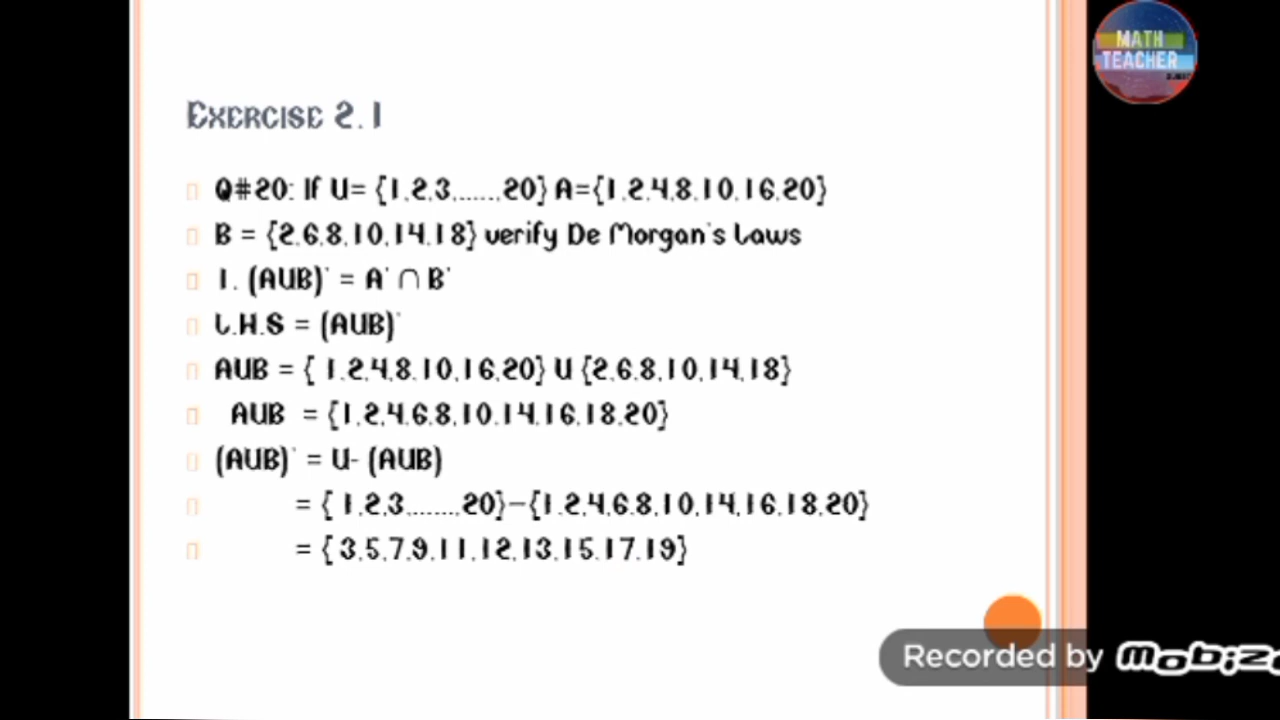 MATH
TEACHER
EXERCISE 2.1
Q#20: If U= {1,2,3,......,20} A={1,2,4,8,10,16,20}
B = {2,6,8,10,14,18} verify De Morgan's Laws
1. (AUB)' = A' ∩ B'
L.H.S = (AUB)'
AUB = { 1,2,4,8,10,16,20} U {2,6,8,10,14,18}
AUB = {1,2,4,6,8,10,14,16,18,20}
(AUB)' = U- (AUB)
= { 1,2,3,......,20}–{1,2,4,6,8,10,14,16,18,20}
= { 3,5,7,9,11,12,13,15,17,19}
Recorded by